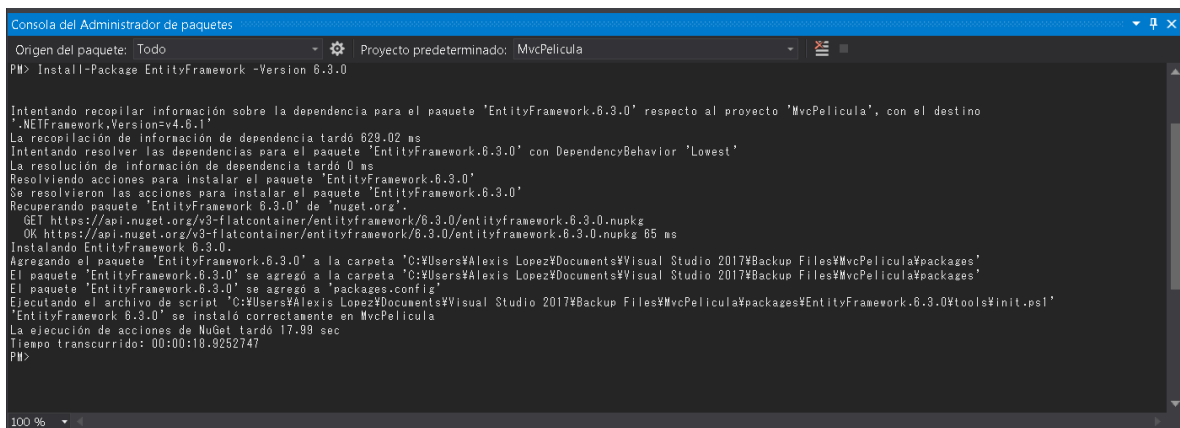 Consola del Administrador de paquetes
Origen del paquete: Todo Proyecto predeterminado: MvcPelicula
PM> Install-Package EntityFramework -Version 6.3.0
Intentando recopilar información sobre la dependencia para el paquete 'EntityFramework.6.3.0' respecto al proyecto 'MvcPelicula', con el destino
'.NETFramework,Version=v4.6.1'
La recopilación de información de dependencia tardó 629.02 ms
Intentando resolver las dependencias para el paquete 'EntityFramework.6.3.0' con DependencyBehavior 'Lowest'
La resolución de información de dependencia tardó 0 ms
Resolviendo acciones para instalar el paquete 'EntityFramework.6.3.0'
Se resolvieron las acciones para instalar el paquete 'EntityFramework.6.3.0'
Recuperando paquete 'EntityFramework 6.3.0' de 'nuget.org'.
GET https://api.nuget.org/v3-flatcontainer/entityframework/6.3.0/entityframework.6.3.0.nupkg
OK https://api.nuget.org/v3-flatcontainer/entityframework/6.3.0/entityframework.6.3.0.nupkg 65 ms
Instalando EntityFramework 6.3.0.
Agregando el paquete 'EntityFramework.6.3.0' a la carpeta 'C:¥Users¥Alexis Lopez¥Documents¥Visual Studio 2017¥Backup Files¥MvcPelicula¥packages'
El paquete 'EntityFramework.6.3.0' se agregó a la carpeta 'C:¥Users¥Alexis Lopez¥Documents¥Visual Studio 2017¥Backup Files¥MvcPelicula¥packages'
El paquete 'EntityFramework.6.3.0' se agregó a 'packages.config'
Ejecutando el archivo de script 'C:¥Users¥Alexis Lopez¥Documents¥Visual Studio 2017¥Backup Files¥MvcPelicula¥packages¥EntityFramework.6.3.0¥tools¥init.ps1'
'EntityFramework 6.3.0' se instaló correctamente en MvcPelicula
La ejecución de acciones de NuGet tardó 17.99 sec
Tiempo transcurrido: 00:00:18.9252747
PM>
100 %